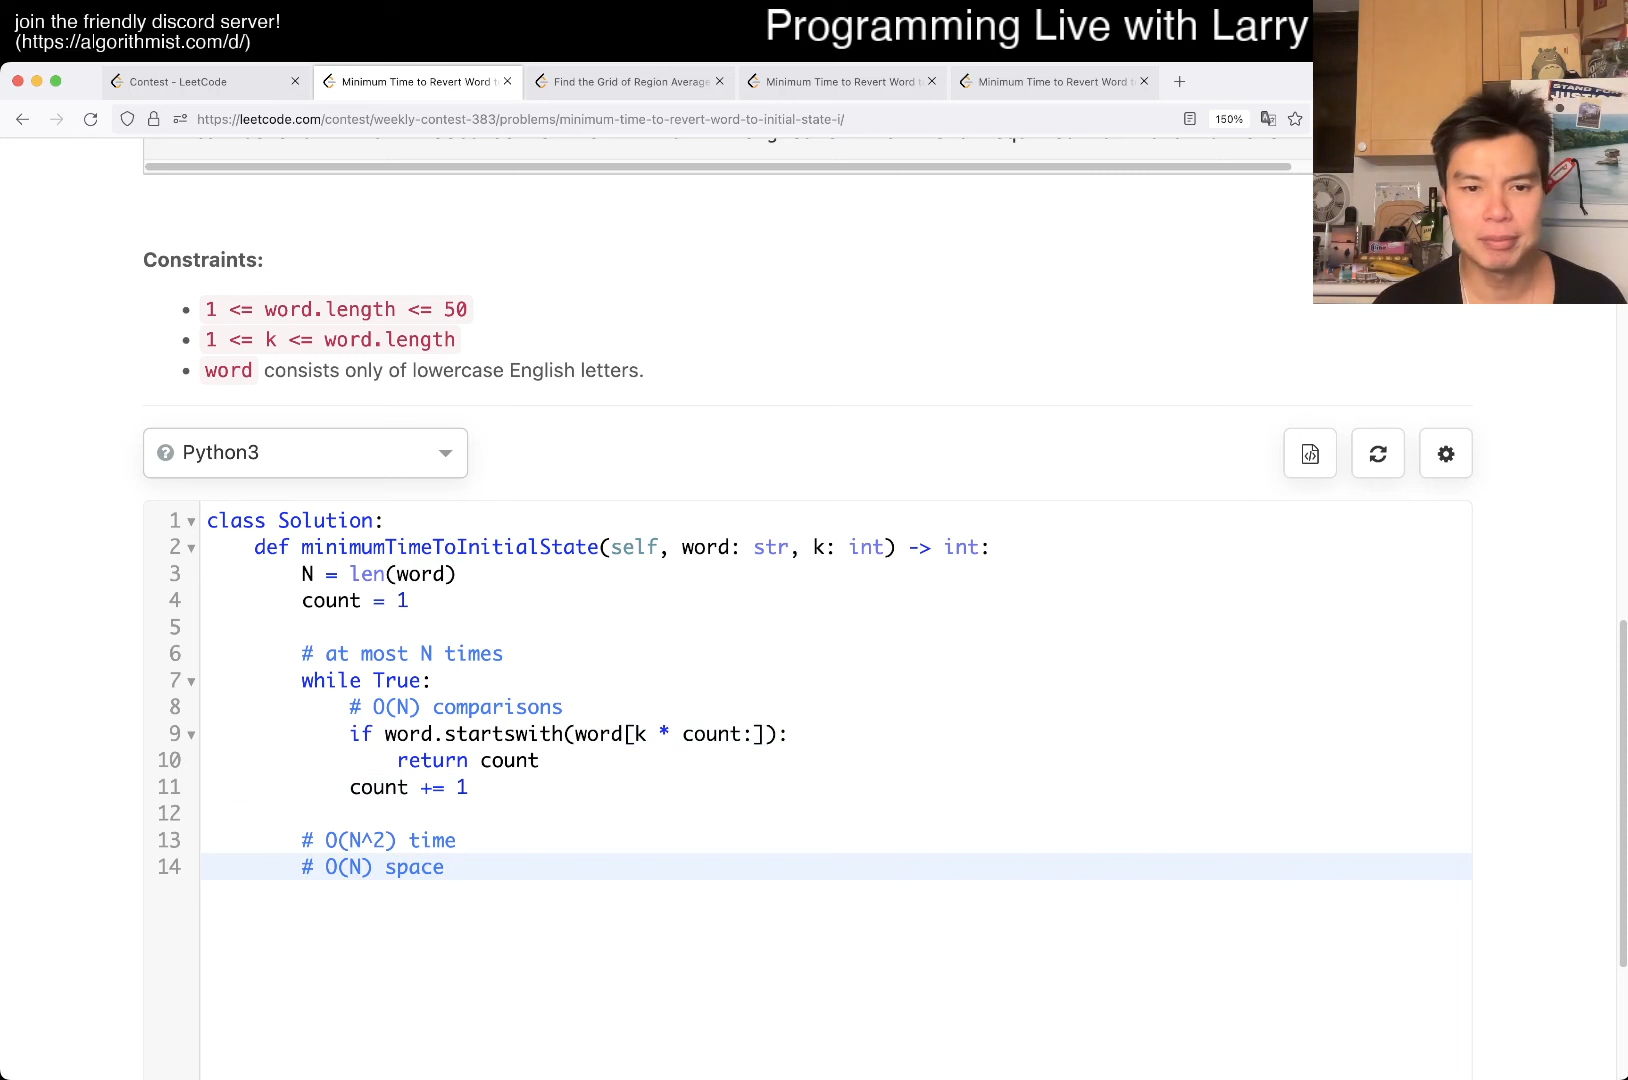 join the friendly discord server!
(https://algorithmist.com/d/)
Programming Live with Larry
Contest - LeetCode
Minimum Time to Revert Word t
Find the Grid of Region Average
Minimum Time to Revert Word t
Minimum Time to Revert Word t
https://leetcode.com/contest/weekly-contest-383/problems/minimum-time-to-revert-word-to-initial-state-i/
150%
Constraints:
1 <= word.length <= 50
1 <= k <= word.length
word consists only of lowercase English letters.
Python3
1 class Solution:
2 def minimumTimeToInitialState(self, word: str, k: int) -> int:
3 N = len(word)
4 count = 1
5
6 # at most N times
7 while True:
8 # O(N) comparisons
9 if word.startswith(word[k * count:]):
10 return count
11 count += 1
12
13 # O(N^2) time
14 # O(N) space